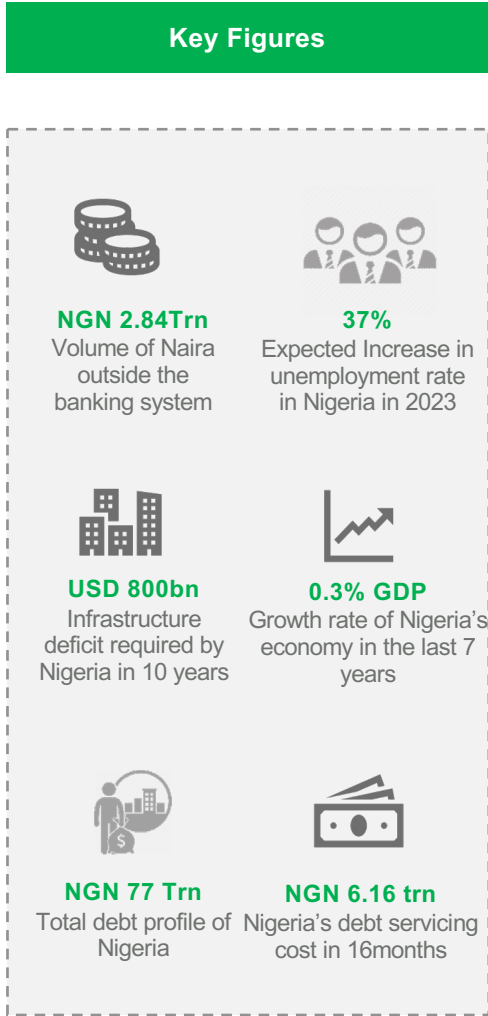 Key Figures
NGN 2.84Trn
Volume of Naira
outside the
banking system
37%
Expected Increase in
unemployment rate
in Nigeria in 2023
USD 800bn
Infrastructure
deficit required by
Nigeria in 10 years
0.3% GDP
Growth rate of Nigeria's
economy in the last 7
years
$
NGN 77 Trn
Total debt profile of
Nigeria
NGN 6.16 trn
Nigeria's debt servicing
cost in 16months